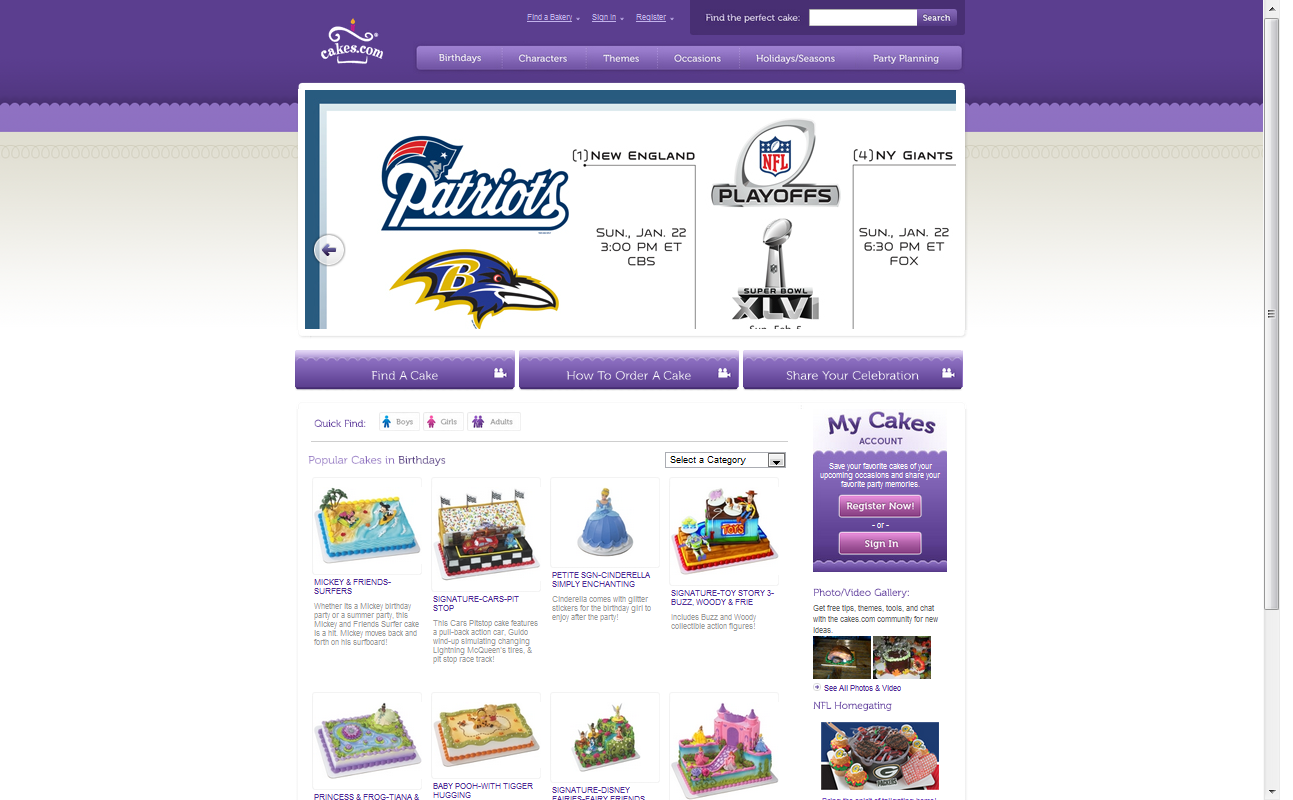 Find a Bakery
Sign in
Register
Find the perfect cake:
Search
cakes.com
Birthdays
Characters
Themes
Occasions
Holidays/Seasons
Party Planning
Patriots
(1) NEW ENGLAND
SUN., JAN. 22
3:00 PM ET
CBS
B
NFL
PLAYOFFS
SUPER BOWL
XLVI
Sun. Feb 5
(4) NY GIANTS
SUN., JAN. 22
6:30 PM ET
FOX
Find A Cake
How To Order A Cake
Share Your Celebration
Quick Find:
Boys
Girls
Adults
Popular Cakes in Birthdays
Select a Category
MICKEY & FRIENDS-
SURFERS
Whether its a Mickey birthday
party or a summer party, this
Mickey and Friends Surfer cake
is a hit. Mickey moves back and
forth on his surfboard!
SIGNATURE-CARS-PIT
STOP
This Cars Pitstop cake features
a pull-back action car, Guido
wind-up simulating changing
Lightning McQueen's tires, &
pit stop race track!
PETITE SGN-CINDERELLA
SIMPLY ENCHANTING
Cinderella comes with glitter
stickers for the birthday girl to
enjoy after the party!
TOYS
SIGNATURE-TOY STORY 3-
BUZZ, WOODY & FRIE
Includes Buzz and Woody
collectible action figures!
PRINCESS & FROG-TIANA &
BABY POOH-WITH TIGGER
HUGGING
SIGNATURE-DISNEY
FAIRIES-FAIRY FRIENDS
My Cakes
ACCOUNT
Save your favorite cakes of your
upcoming occasions and share your
favorite party memories.
Register Now!
- or -
Sign In
Photo/Video Gallery:
Get free tips, themes, tools, and chat
with the cakes.com community for new
ideas.
See All Photos & Video
NFL Homegating
G